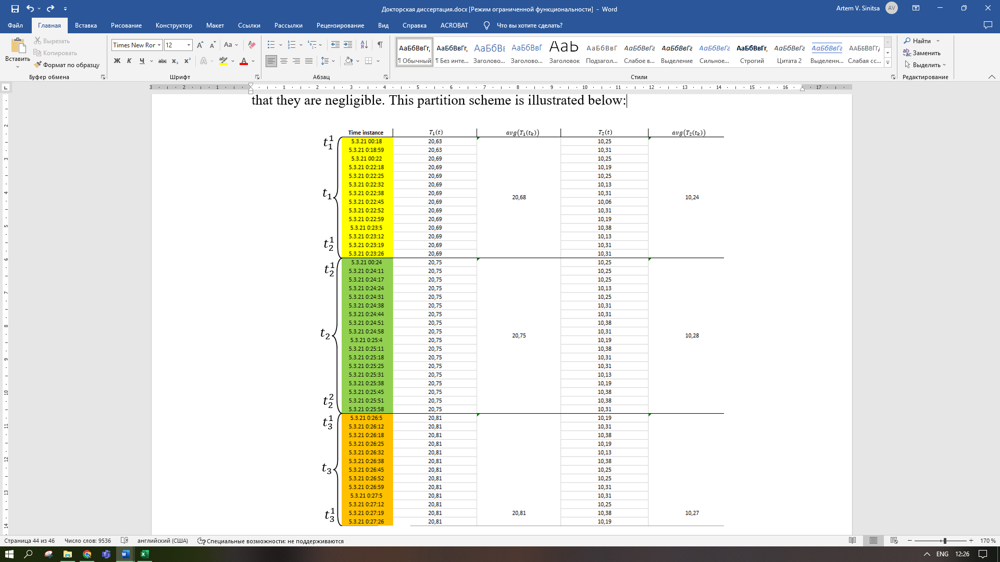 Докторская диссертация.docx [Режим ограниченной функциональности] - Word
Artem V. Sinitsa AV
Файл Главная Вставка Рисование Конструктор Макет Ссылки Рассылки Рецензирование Вид Справка ACROBAT Что вы хотите сделать?
Вставить
Вырезать
Копировать
Формат по образцу
Буфер обмена
Times New Ror 12
Ж К Ч abc x₂ x²
Шрифт
Абзац
АаБбВвГг, АаБбВвГг, АаБбВв АаБбВвГ АаЬ АаБбВвГ АаБбВвГг АаБбВвГг АаБбВвГг АаБбВвГг, АаБбВвГг АаБбВвГг ААБбВвГг
¶ Обычный ¶ Без инте... Заголово... Заголово... Заголовок Подзагол... Слабое в... Выделение Сильное... Строгий Цитата 2 Выделенн... Слабая сс...
Стили
Найти
Заменить
Выделить
Редактирование
3 2 1 1 2 3 4 5 6 7 8 9 10 11 12 13 14 15 16 17
that they are negligible. This partition scheme is illustrated below:
Time instance T₁(t) avg(T₁(tₖ)) T₂(t) avg(T₂(tₖ))
t₁¹ 5.3.21 00:18 20,63 10,25
5.3.21 0:18:59 20,63 10,31
5.3.21 00:22 20,69 10,25
5.3.21 0:22:18 20,69 10,19
5.3.21 0:22:25 20,69 10,25
5.3.21 0:22:32 20,69 10,13
t₁ 5.3.21 0:22:38 20,69 20,68 10,31 10,24
5.3.21 0:22:45 20,69 10,06
5.3.21 0:22:52 20,69 10,31
5.3.21 0:22:59 20,69 10,19
5.3.21 0:23:5 20,69 10,38
5.3.21 0:23:12 20,69 10,13
t₂¹ 5.3.21 0:23:19 20,69 10,31
5.3.21 0:23:26 20,69 10,31
t₂¹ 5.3.21 00:24 20,75 10,25
5.3.21 0:24:11 20,75 10,25
5.3.21 0:24:17 20,75 10,25
5.3.21 0:24:24 20,75 10,13
5.3.21 0:24:31 20,75 10,25
5.3.21 0:24:38 20,75 10,31
5.3.21 0:24:44 20,75 10,31
5.3.21 0:24:51 20,75 10,38
t₂ 5.3.21 0:24:58 20,75 20,75 10,31 10,28
5.3.21 0:25:4 20,75 10,19
5.3.21 0:25:11 20,75 10,38
5.3.21 0:25:18 20,75 10,31
5.3.21 0:25:25 20,75 10,31
5.3.21 0:25:31 20,75 10,13
5.3.21 0:25:38 20,75 10,19
5.3.21 0:25:45 20,75 10,38
t₂² 5.3.21 0:25:51 20,75 10,38
5.3.21 0:25:58 20,75 10,31
t₃¹ 5.3.21 0:26:5 20,81 10,19
5.3.21 0:26:12 20,81 10,31
5.3.21 0:26:18 20,81 10,38
5.3.21 0:26:25 20,81 10,19
5.3.21 0:26:32 20,81 10,13
5.3.21 0:26:38 20,81 10,38
t₃ 5.3.21 0:26:45 20,81 10,25
5.3.21 0:26:52 20,81 10,25
5.3.21 0:26:59 20,81 10,31
5.3.21 0:27:5 20,81 10,31
5.3.21 0:27:12 20,81 10,25
t₃¹ 5.3.21 0:27:19 20,81 20,81 10,38 10,27
5.3.21 0:27:26 20,81 10,19
Страница 44 из 46 Число слов: 9536 английский (США) Специальные возможности: не поддерживаются 170 %
ENG 12:26